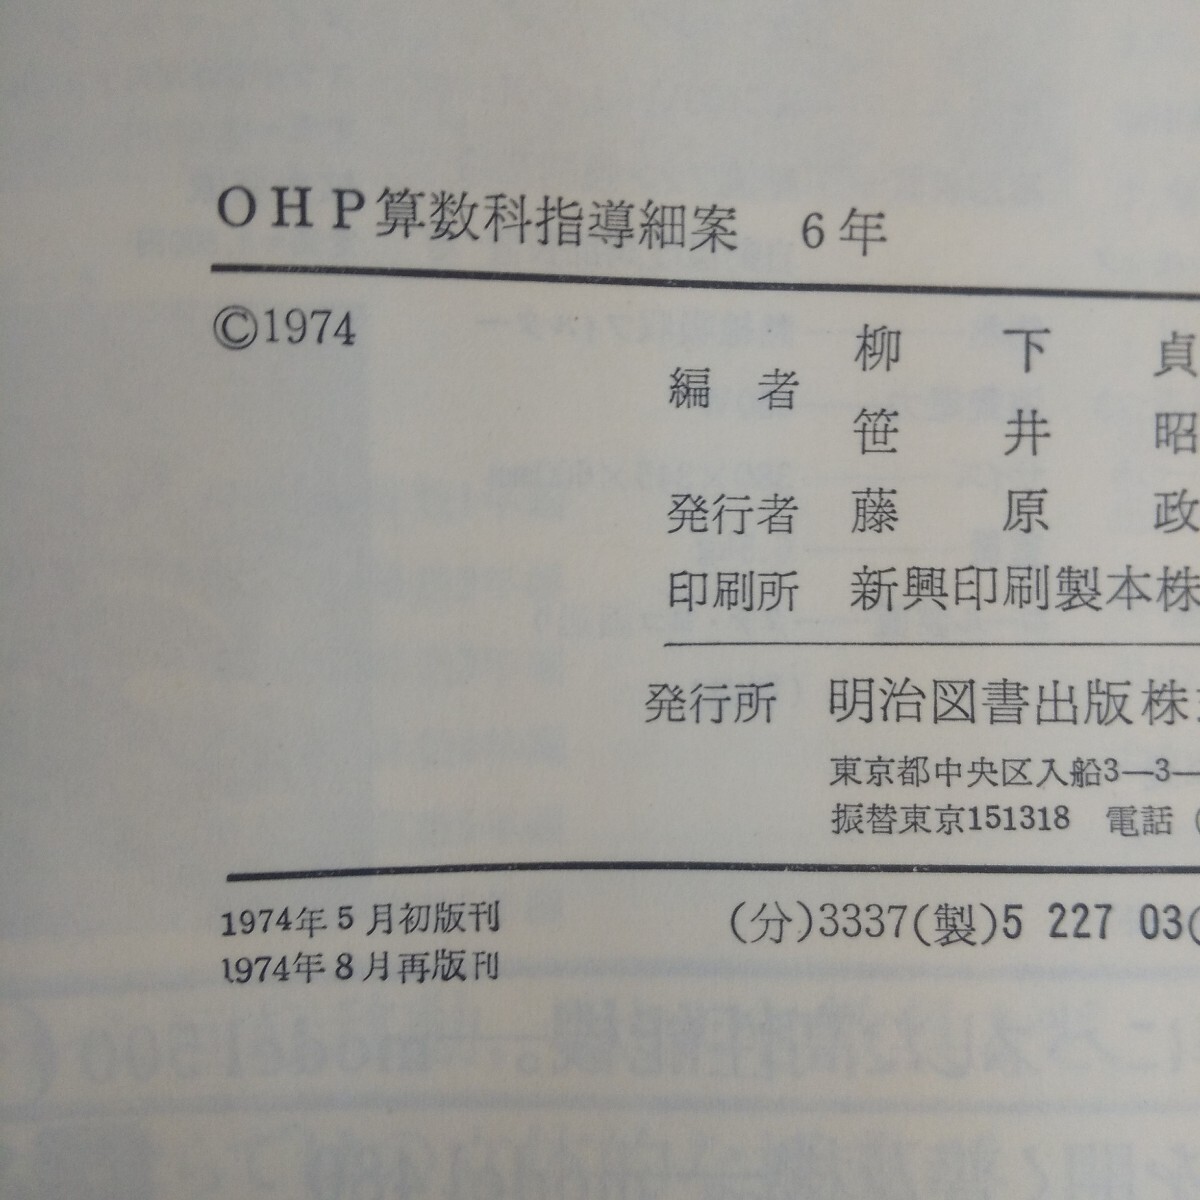 OHP算数科指導細案　6年
©1974
編　者
柳　下　貞
笹　井　昭
発行者　藤　原　政
印刷所　新興印刷製本株
発行所　明治図書出版株
東京都中央区入船3—3—
振替東京151318　電話（
1974年5月初版刊　(分)3337(製)5 227 03(
1974年8月再版刊